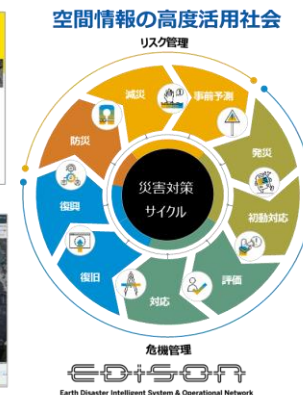 空間情報の高度活用社会
リスク管理
減災
事前予測
防災
発災
災害対策
サイクル
復興
初動対応
復旧
評価
対応
危機管理
EDiSON
Earth Disaster Intelligent System & Operational Network